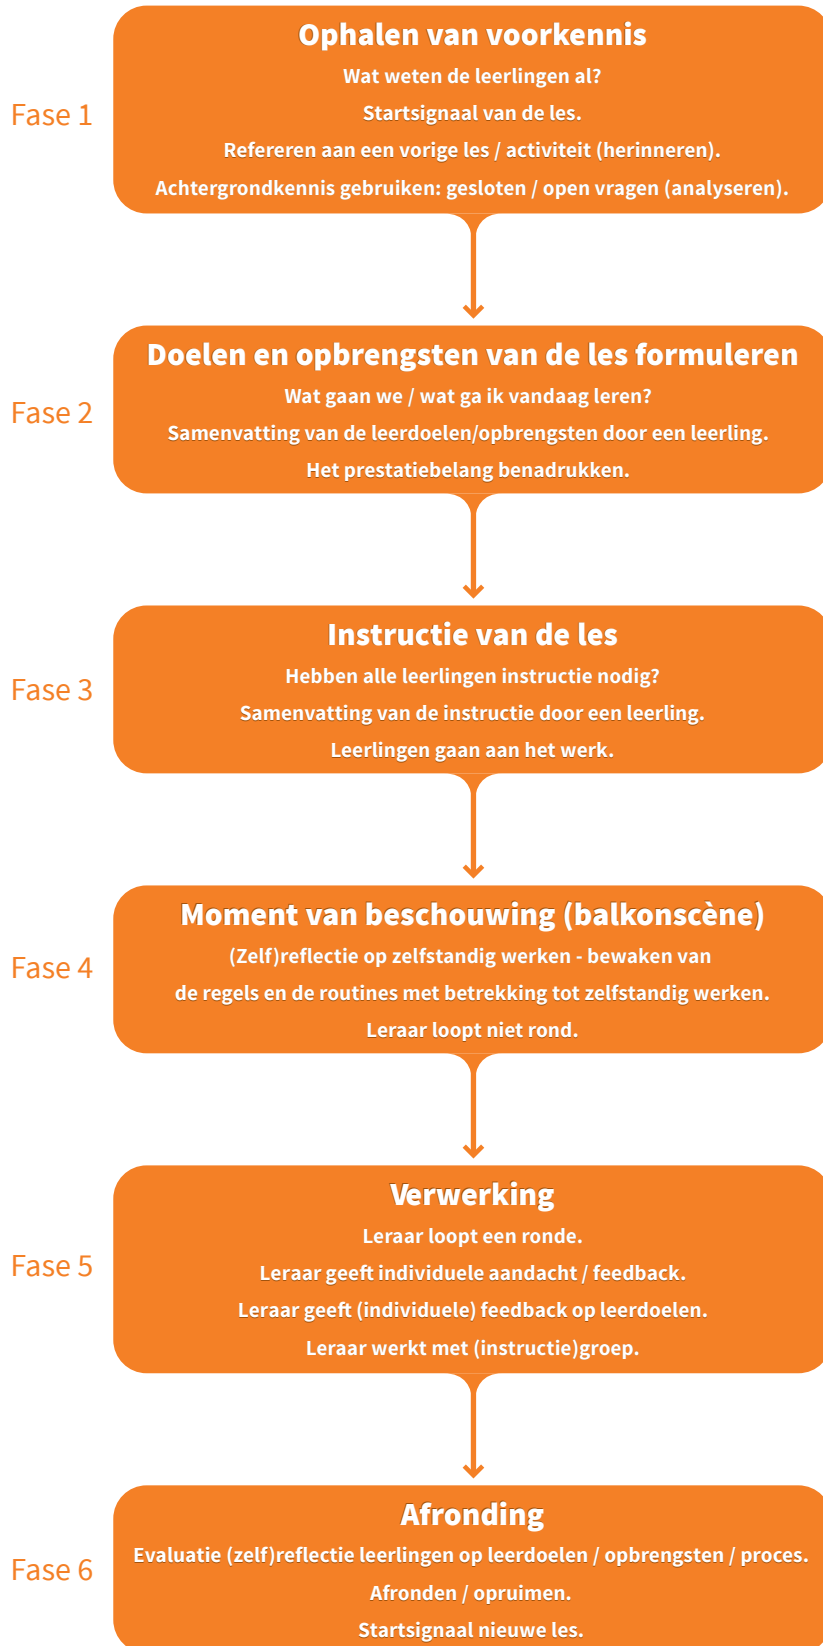 Ophalen van voorkennis
Wat weten de leerlingen al?
Startsignaal van de les.
Fase 1
Refereren aan een vorige les / activiteit (herinneren).
Achtergrondkennis gebruiken: gesloten / open vragen (analyseren).
Doelen en opbrengsten van de les formuleren
Wat gaan we / wat ga ik vandaag leren?
Fase 2
Samenvatting van de leerdoelen/opbrengsten door een leerling.
Het prestatiebelang benadrukken.
Instructie van de les
Hebben alle leerlingen instructie nodig?
Fase 3
Samenvatting van de instructie door een leerling.
Leerlingen gaan aan het werk.
Moment van beschouwing (balkonscène)
(Zelf)reflectie op zelfstandig werken - bewaken van
Fase 4
de regels en de routines met betrekking tot zelfstandig werken.
Leraar loopt niet rond.
Verwerking
Leraar loopt een ronde.
Fase 5
Leraar geeft individuele aandacht / feedback.
Leraar geeft (individuele) feedback op leerdoelen.
Leraar werkt met (instructie)groep.
Afronding
Evaluatie (zelf)reflectie leerlingen op leerdoelen / opbrengsten / proces.
Fase 6
Afronden / opruimen.
Startsignaal nieuwe les.